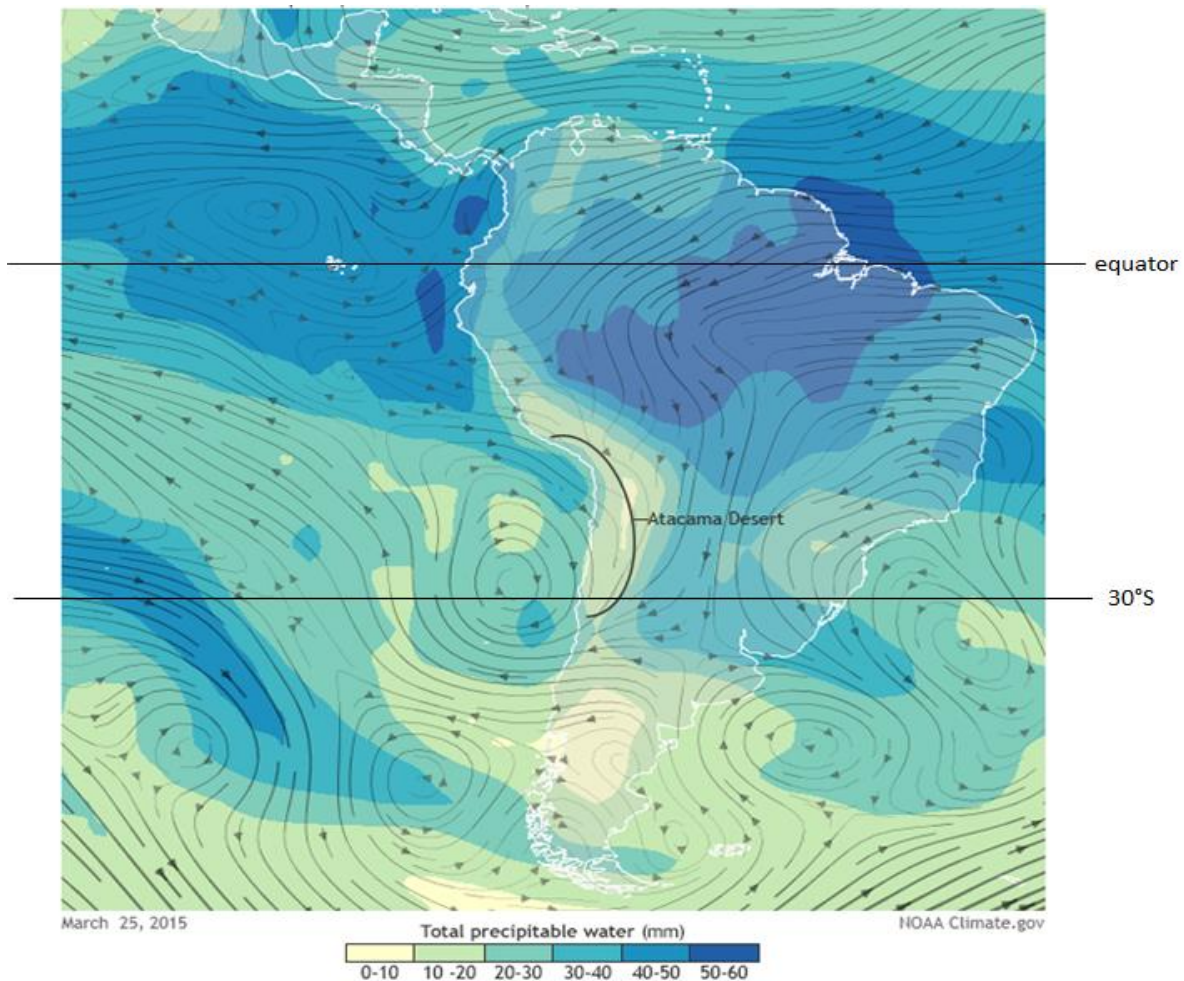 equator
Atacama Desert
30°S
March 25, 2015
NOAA Climate.gov
Total precipitable water (mm)
0-10 10 -20 20-30 30-40 40-50 50-60